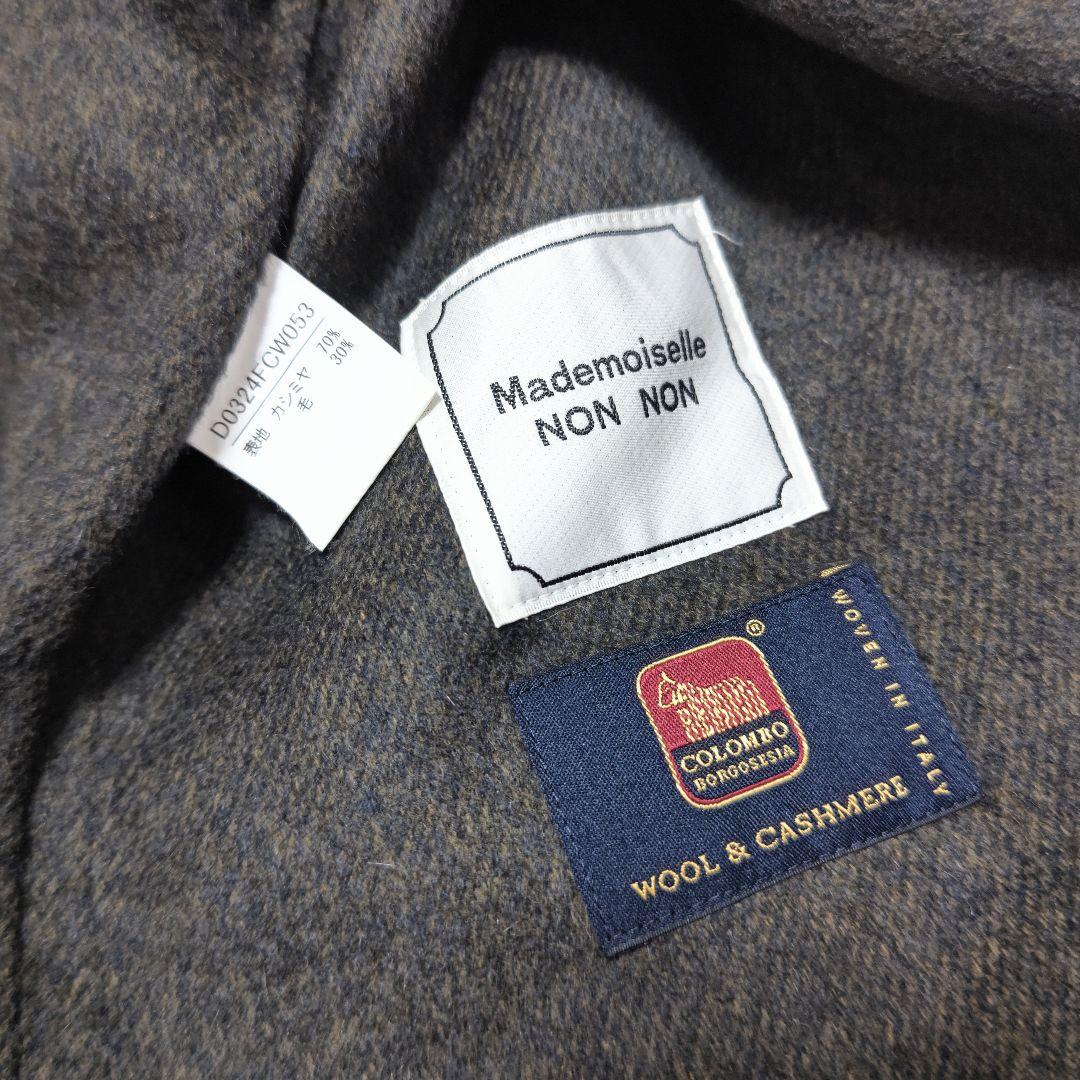 D0324FCW053
表地 カシミヤ 70%
毛 30%
Mademoiselle
NON NON
®
COLOMBO
BORGOSESIA
WOOL & CASHMERE
WOVEN IN ITALY